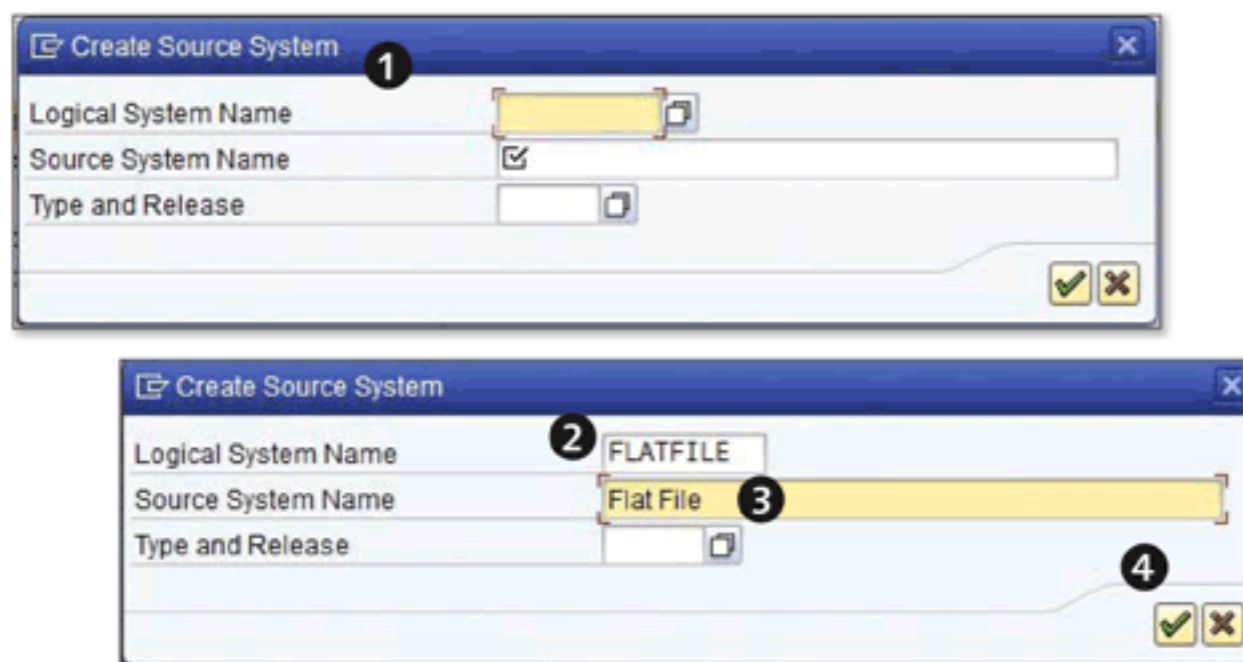 Create Source System
1
Logical System Name
Source System Name
Type and Release
Create Source System
Logical System Name 2 FLATFILE
Source System Name Flat File 3
Type and Release
4